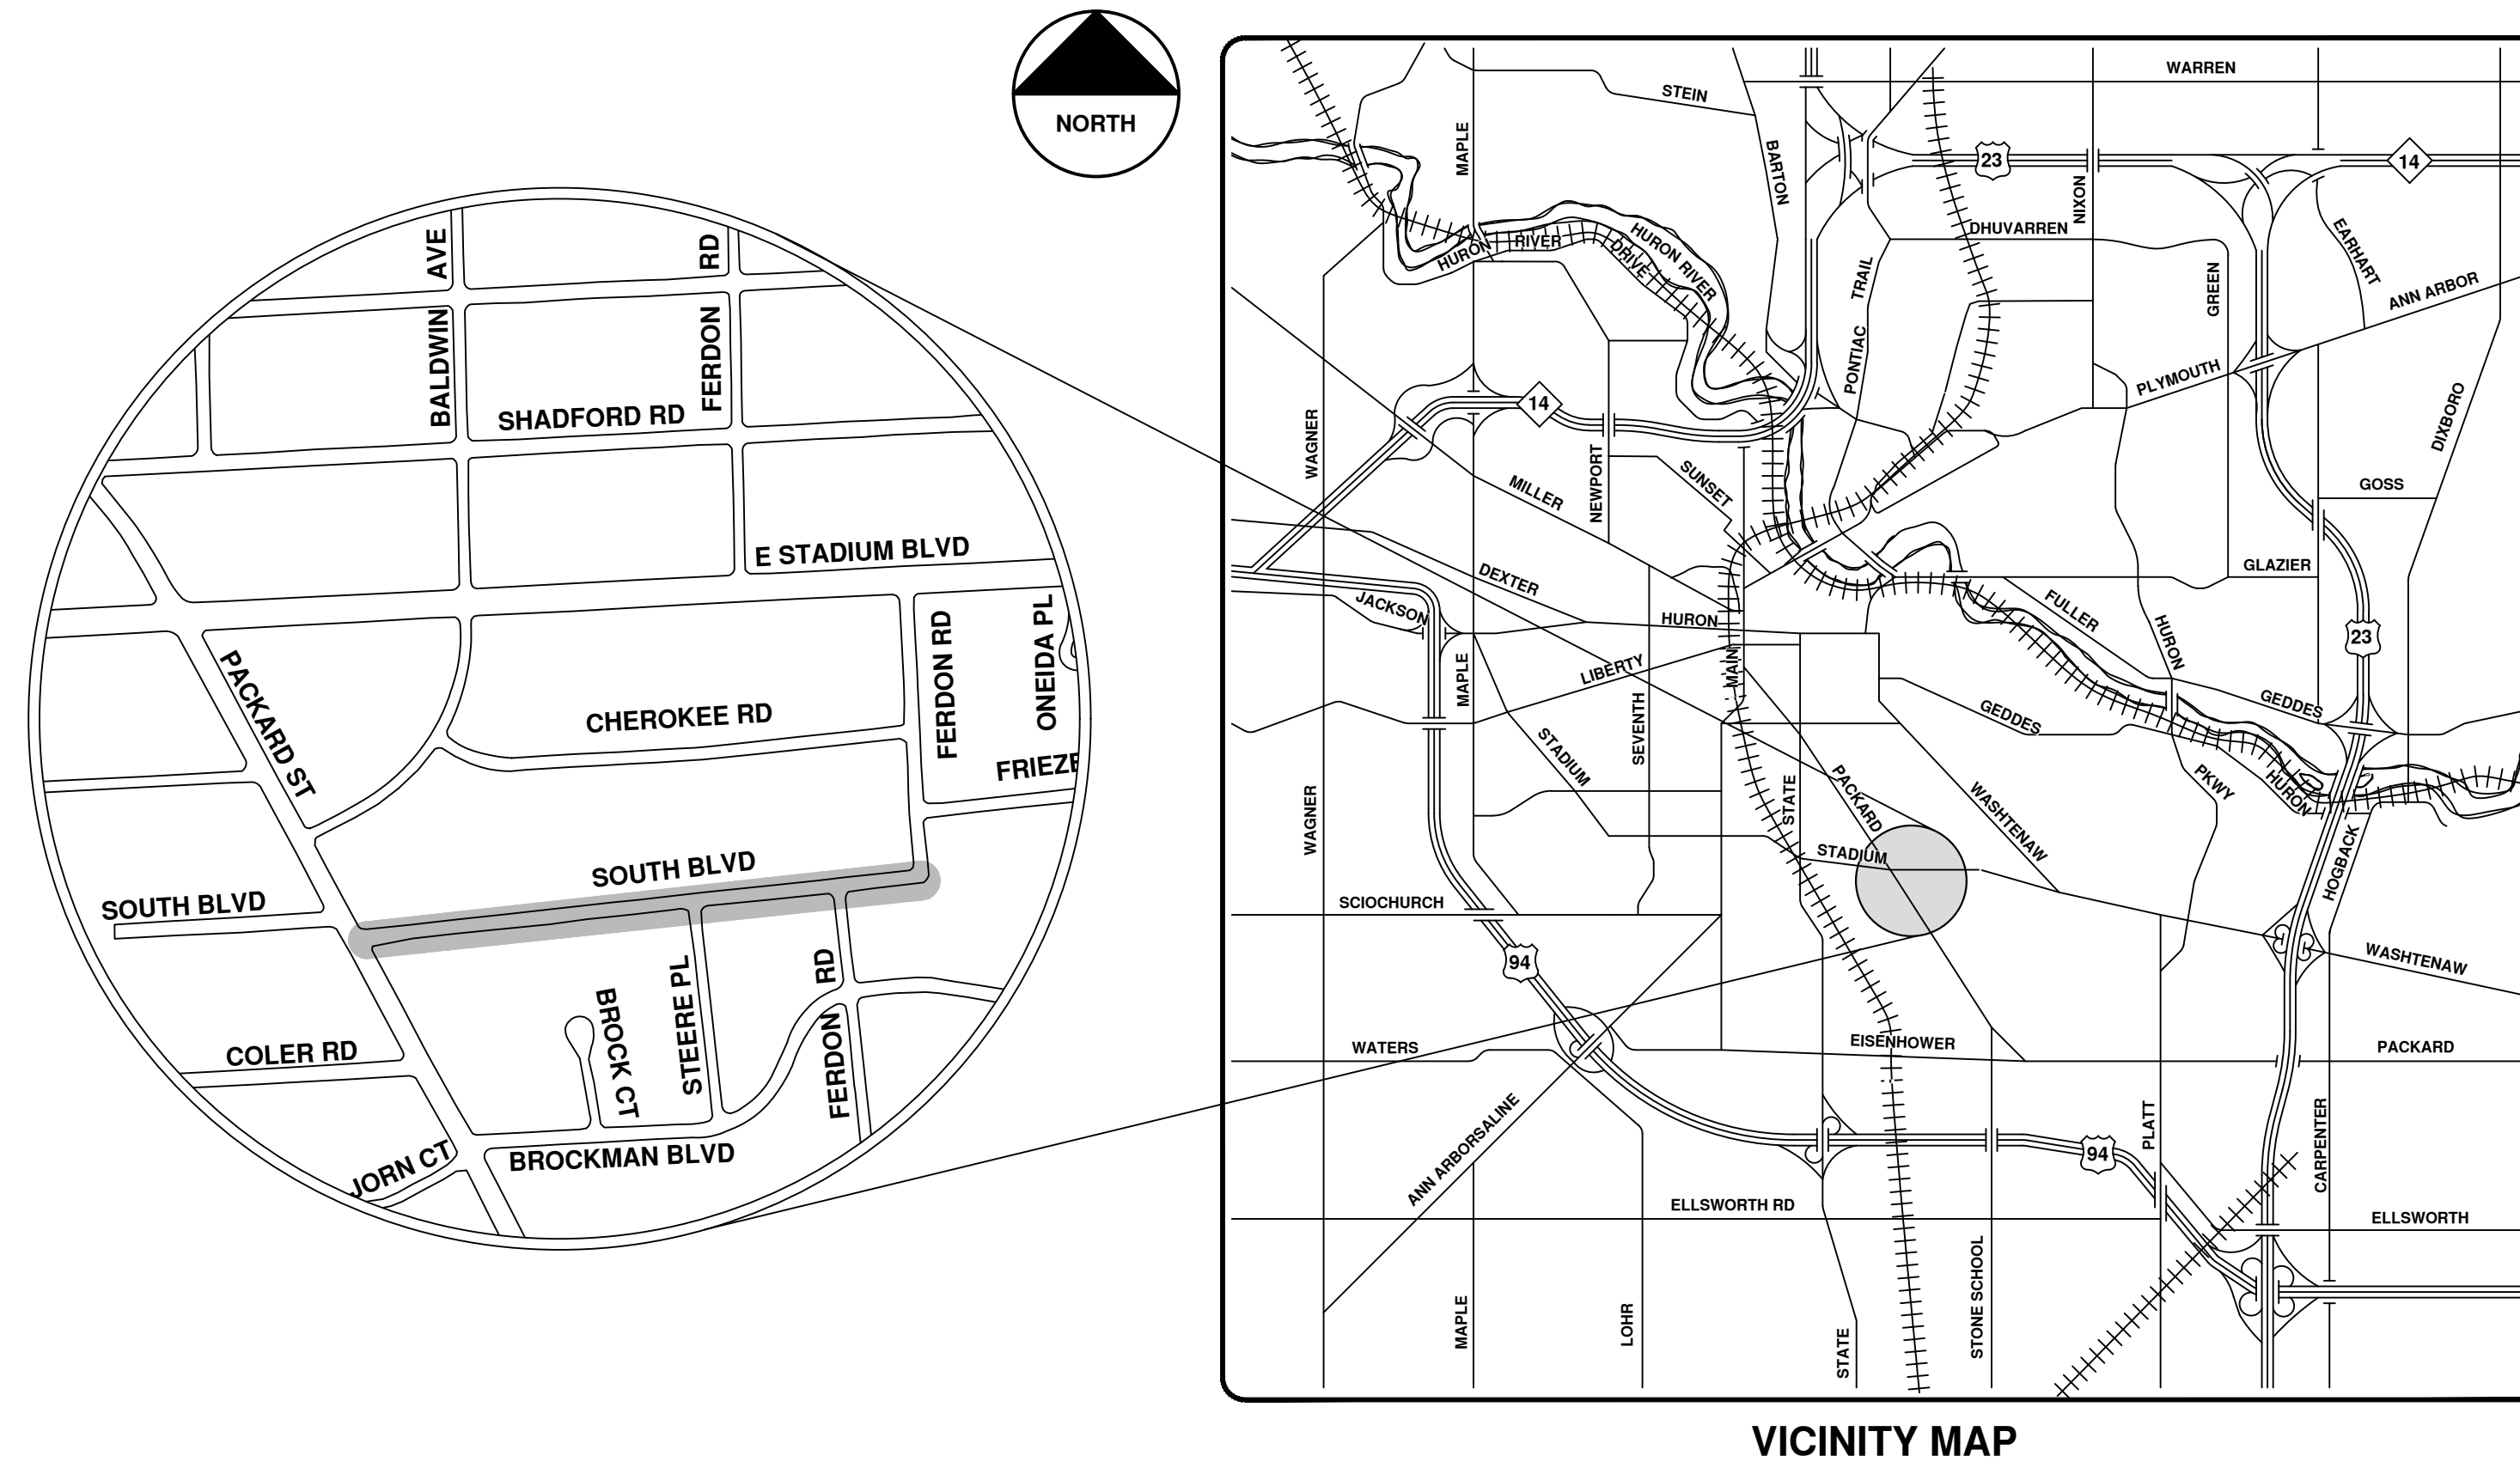 NORTH
AVE
RD
BALDWIN
FERDON
SHADFORD RD
E STADIUM BLVD
PACKARD ST
CHEROKEE RD
FERDON RD
ONEIDA PL
FRIEZE
SOUTH BLVD
SOUTH BLVD
COLER RD
BROCK CT
STEERE PL
RD
FERDON
JORN CT
BROCKMAN BLVD
WARREN
STEIN
MAPLE
BARTON
23
14
NIXON
DHUVARREN
HURON
RIVER
DRIVE
HURON RIVER
TRAIL
PONTIAC
GREEN
EARHART
ANN ARBOR
PLYMOUTH
DIXBORO
14
WAGNER
NEWPORT
MILLER
SUNSET
GOSS
GLAZIER
DEXTER
JACKSON
HURON
FULLER
HURON
23
MAPLE
LIBERTY
MAIN
SEVENTH
STADIUM
GEDDES
GEDDES
WAGNER
STATE
PACKARD
WASHTENAW
PKWY
HURON
STADIUM
HOGBACK
SCIOCHURCH
94
WASHTENAW
WATERS
EISENHOWER
PACKARD
ANN ARBORSALINE
PLATT
CARPENTER
94
ELLSWORTH RD
ELLSWORTH
MAPLE
LOHR
STATE
STONE SCHOOL
VICINITY MAP